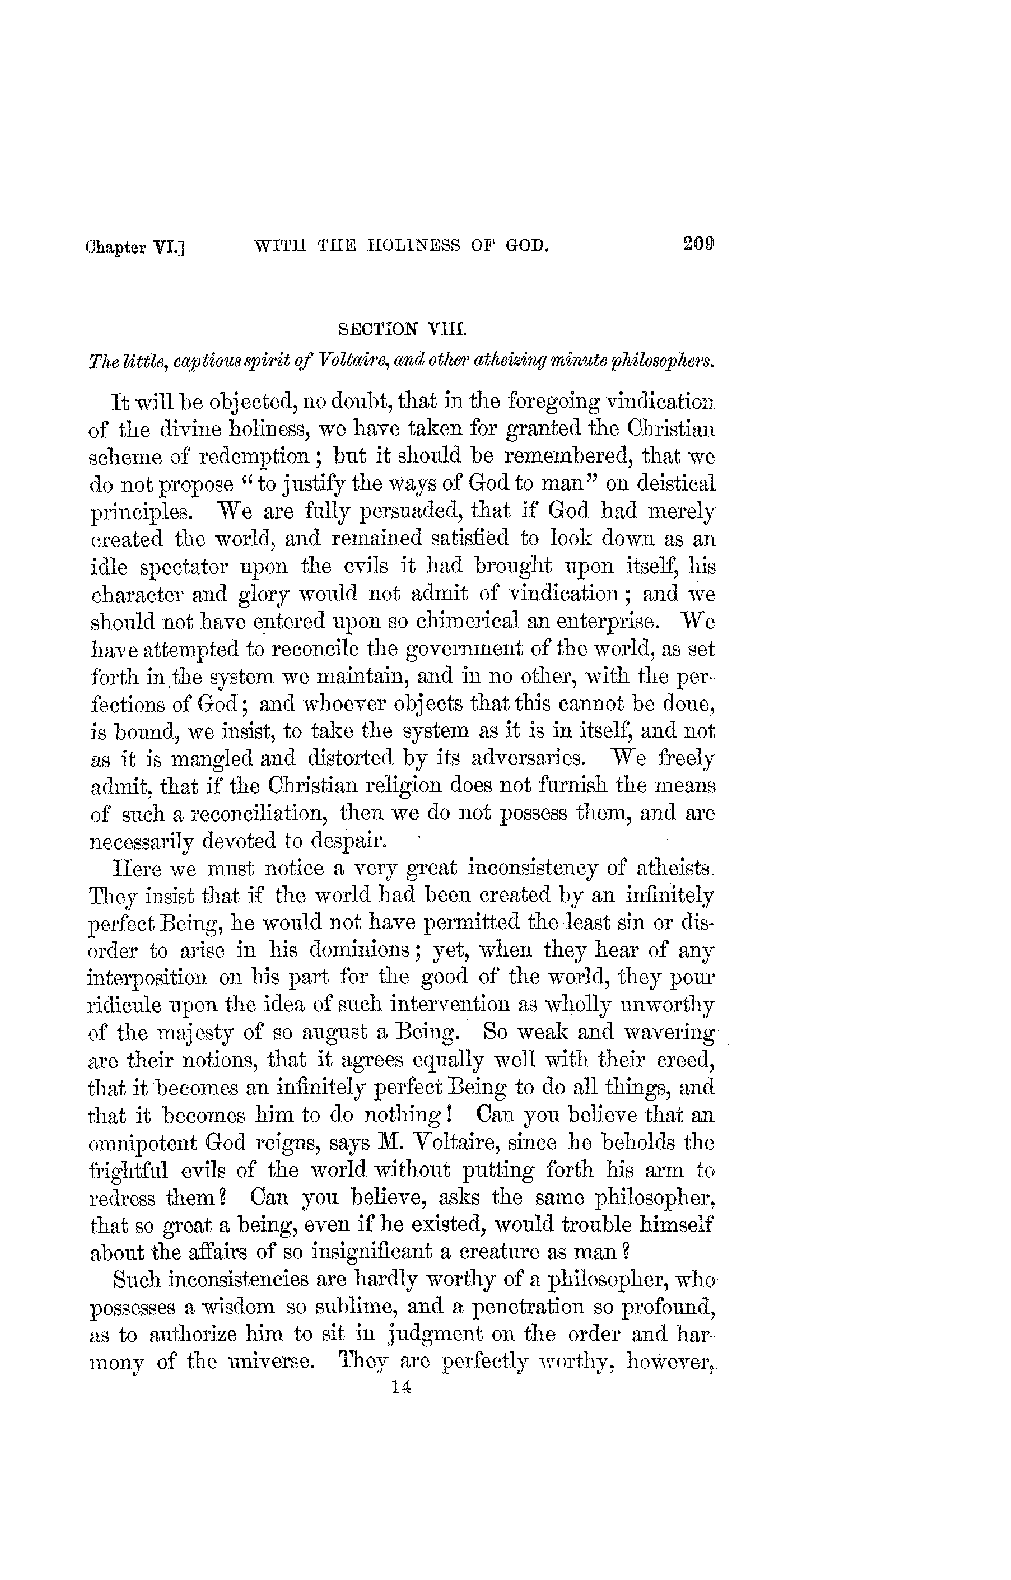 Chapter VI.] WITH THE HOLINESS OF GOD. 209
SECTION VIII.
The little, captious spirit of Voltaire, and other atheizing minute philosophers.
It will be objected, no doubt, that in the foregoing vindication
of the divine holiness, we have taken for granted the Christian
scheme of redemption; but it should be remembered, that we
do not propose "to justify the ways of God to man" on deistical
principles. We are fully persuaded, that if God had merely
created the world, and remained satisfied to look down as an
idle spectator upon the evils it had brought upon itself, his
character and glory would not admit of vindication; and we
should not have entered upon so chimerical an enterprise. We
have attempted to reconcile the government of the world, as set
forth in the system we maintain, and in no other, with the per-
fections of God; and whoever objects that this cannot be done,
is bound, we insist, to take the system as it is in itself, and not
as it is mangled and distorted by its adversaries. We freely
admit, that if the Christian religion does not furnish the means
of such a reconciliation, then we do not possess them, and are
necessarily devoted to despair.
Here we must notice a very great inconsistency of atheists.
They insist that if the world had been created by an infinitely
perfect Being, he would not have permitted the least sin or dis-
order to arise in his dominions; yet, when they hear of any
interposition on his part for the good of the world, they pour
ridicule upon the idea of such intervention as wholly unworthy
of the majesty of so august a Being. So weak and wavering
are their notions, that it agrees equally well with their creed,
that it becomes an infinitely perfect Being to do all things, and
that it becomes him to do nothing! Can you believe that an
omnipotent God reigns, says M. Voltaire, since he beholds the
frightful evils of the world without putting forth his arm to
redress them? Can you believe, asks the same philosopher,
that so great a being, even if he existed, would trouble himself
about the affairs of so insignificant a creature as man?
Such inconsistencies are hardly worthy of a philosopher, who
possesses a wisdom so sublime, and a penetration so profound,
as to authorize him to sit in judgment on the order and har-
mony of the universe. They are perfectly worthy, however,
14